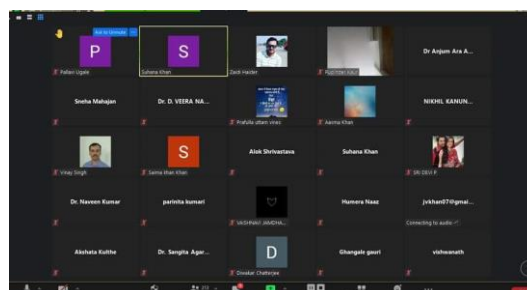 Ask to Unmute
P
Pallavi Ugale
S
Suhana Khan
Zaidi Haider
Rupinder Kaur
Dr Anjum Ara A...
Sneha Mahajan
Dr. D. VEERA NA...
Prafulla uttam vines
Aasma Khan
NIKHIL KANUN...
Vinay Singh
S
Saima Khan Khan
Alok Shrivastava
Suhana Khan
SRI DEVI P.
Dr. Naveen Kumar
parinita kumari
VAISHNAVI JAMDHA...
Humera Naaz
jvkhan07@gmai...
Connecting to audio
Akshata Kulthe
Dr. Sangita Agar...
D
Diwakar Chatterjee
Ghangale gauri
vishwanath